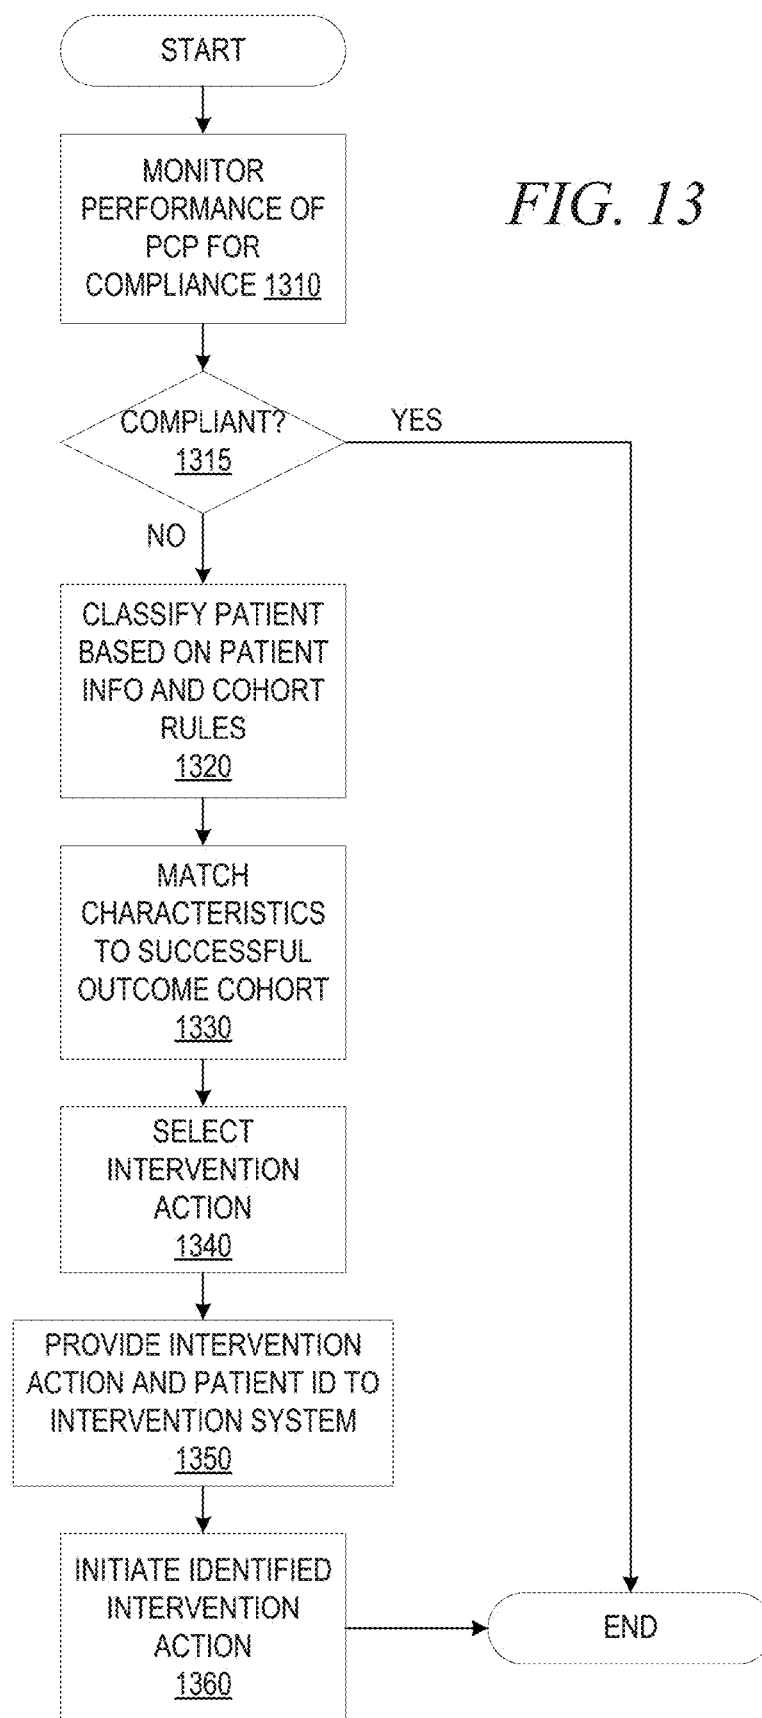 START
MONITOR
PERFORMANCE OF
PCP FOR
COMPLIANCE 1310
FIG. 13
COMPLIANT?
1315
YES
NO
CLASSIFY PATIENT
BASED ON PATIENT
INFO AND COHORT
RULES
1320
MATCH
CHARACTERISTICS
TO SUCCESSFUL
OUTCOME COHORT
1330
SELECT
INTERVENTION
ACTION
1340
PROVIDE INTERVENTION
ACTION AND PATIENT ID TO
INTERVENTION SYSTEM
1350
INITIATE IDENTIFIED
INTERVENTION
ACTION
1360
END